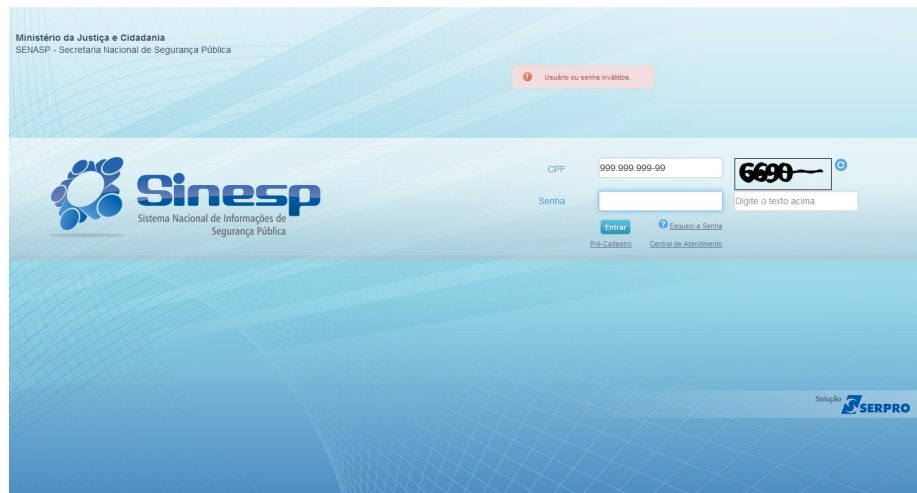 Ministério da Justiça e Cidadania
SENASP - Secretaria Nacional de Segurança Pública
Usuário ou senha inválidos.
Sinesp
Sistema Nacional de Informações de
Segurança Pública
CPF 999.999.999-99
6690
Senha Digite o texto acima
Entrar Esqueci a Senha
Pré-Cadastro Central de Atendimento
Solução SERPRO